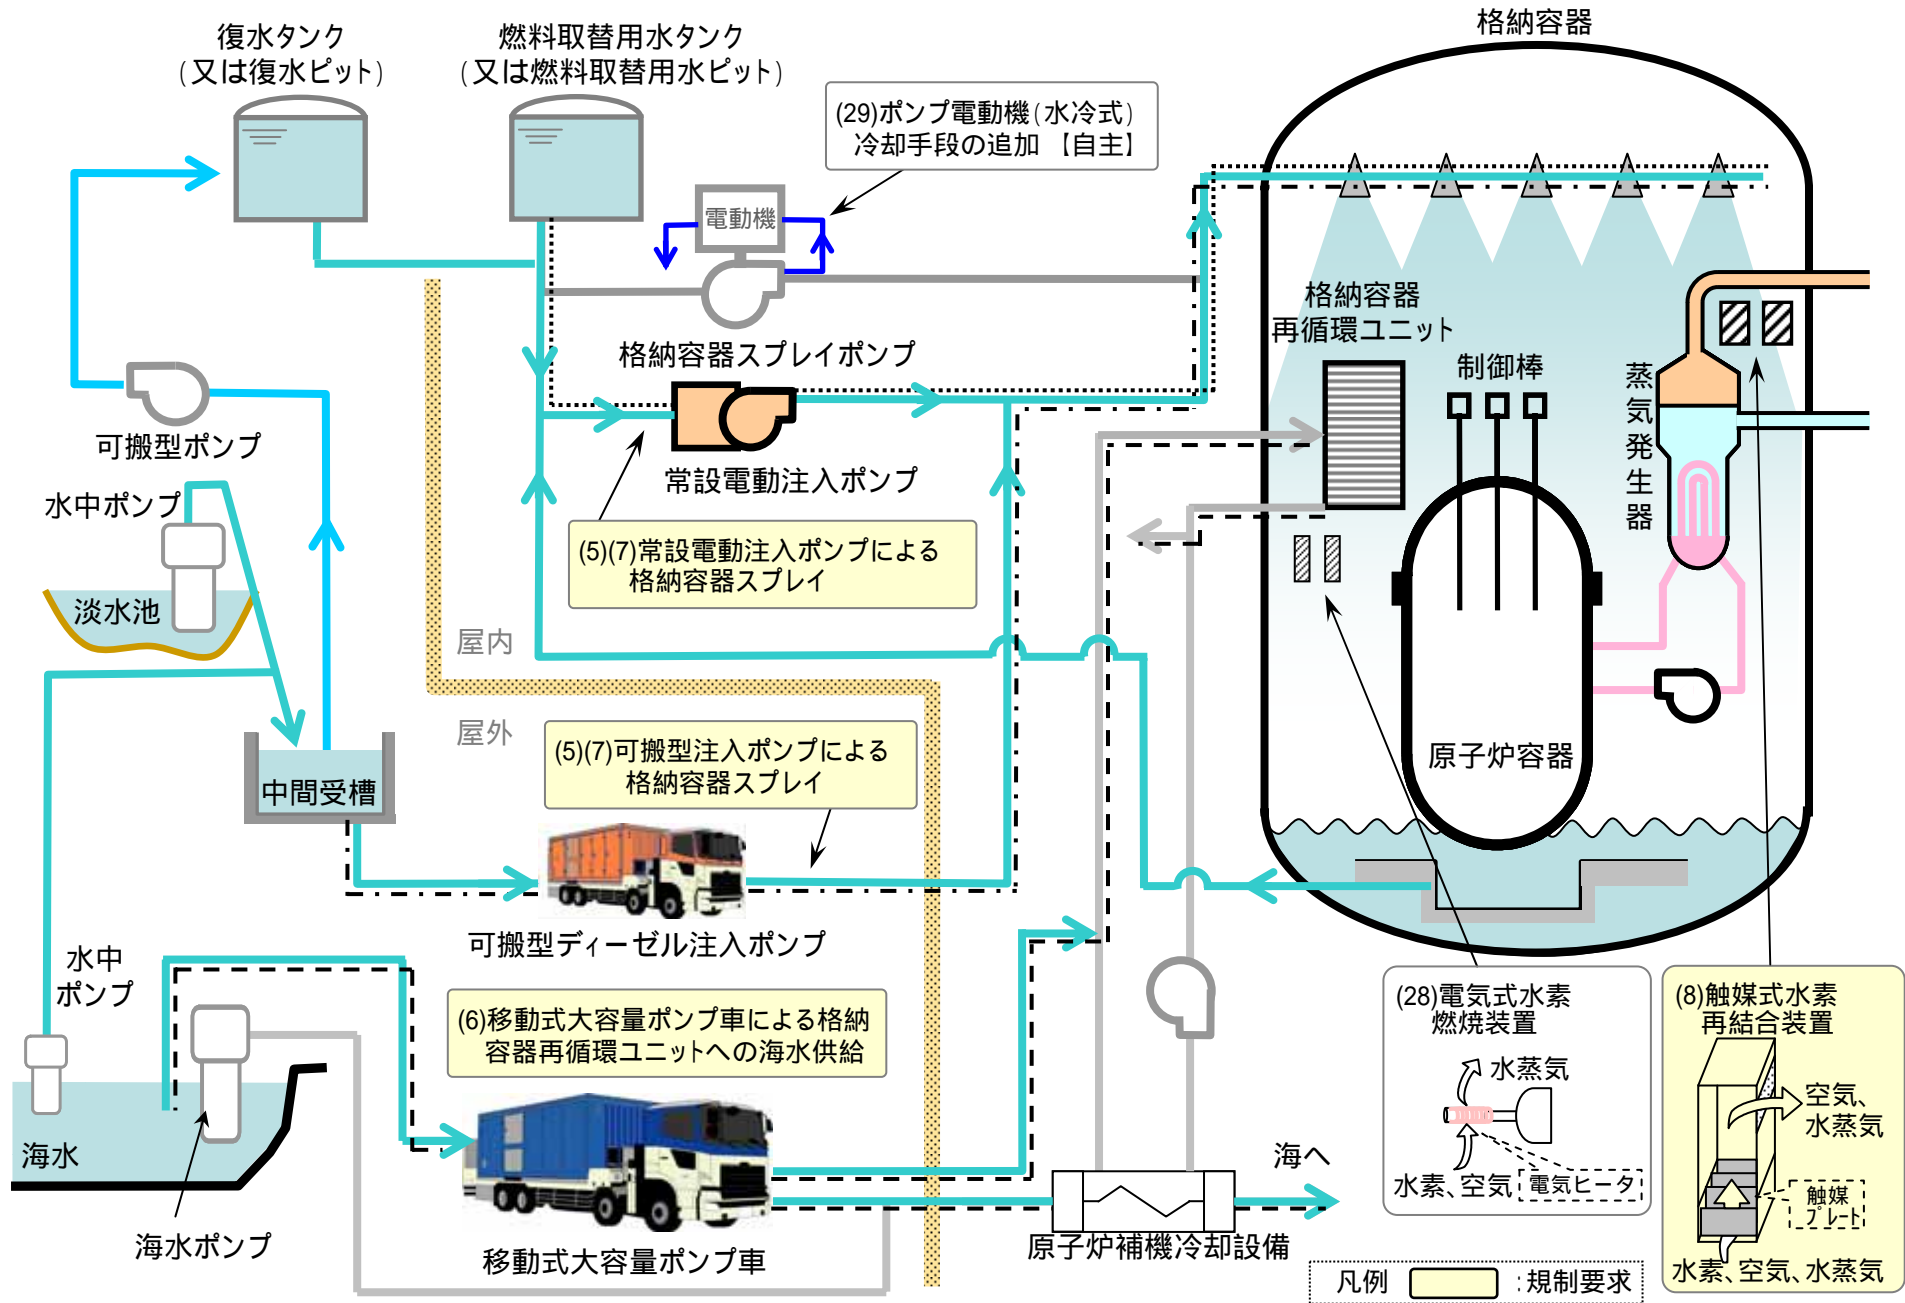 復水タンク
(又は復水ピット)
燃料取替用水タンク
(又は燃料取替用水ピット)
(29)ポンプ電動機(水冷式)
冷却手段の追加 【自主】
電動機
格納容器スプレイポンプ
格納容器
格納容器
再循環ユニット
制御棒
蒸気発生器
可搬型ポンプ
水中ポンプ
淡水池
常設電動注入ポンプ
(5)(7)常設電動注入ポンプによる
格納容器スプレイ
屋内
屋外
(5)(7)可搬型注入ポンプによる
格納容器スプレイ
中間受槽
原子炉容器
可搬型ディーゼル注入ポンプ
水中
ポンプ
(6)移動式大容量ポンプ車による格納
容器再循環ユニットへの海水供給
海水
海水ポンプ
移動式大容量ポンプ車
原子炉補機冷却設備
海へ
(28)電気式水素
燃焼装置
水蒸気
水素、空気
電気ヒータ
(8)触媒式水素
再結合装置
空気、
水蒸気
触媒
プレート
水素、空気、水蒸気
凡例 :規制要求